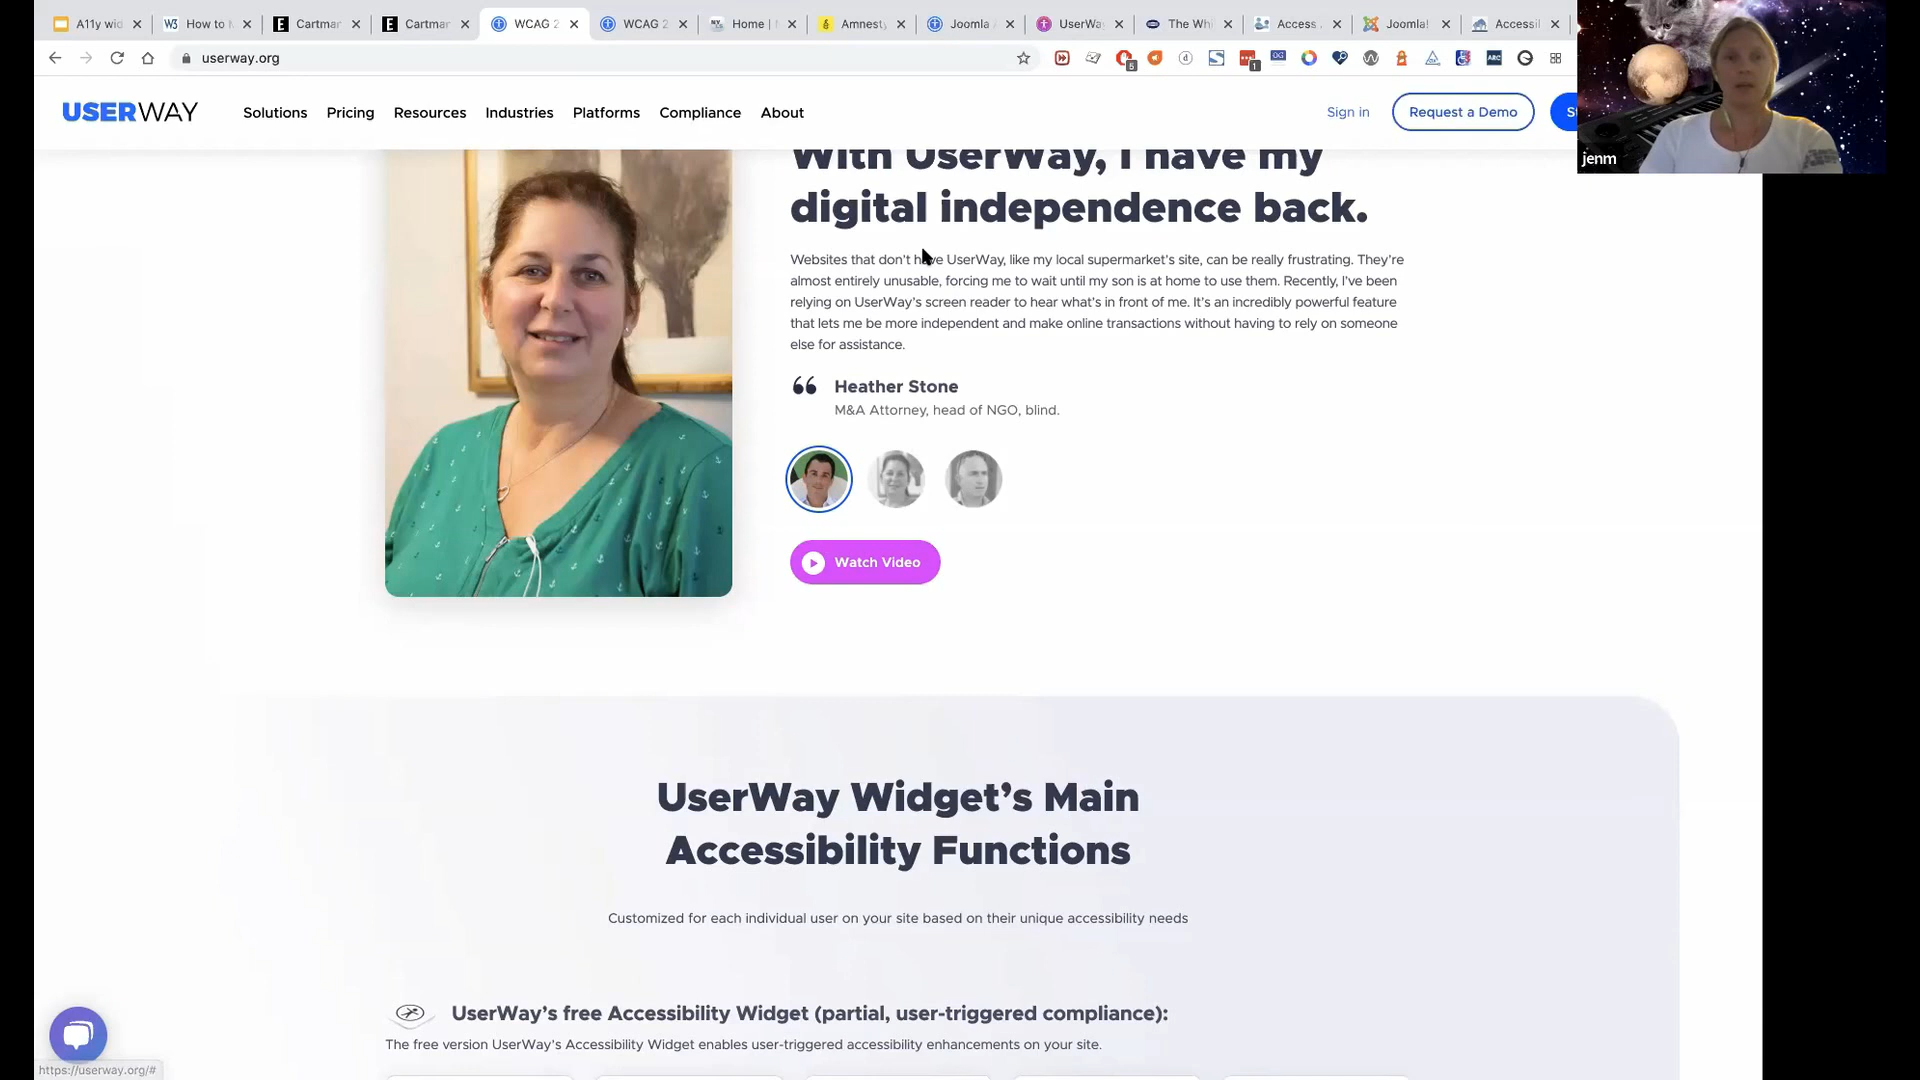 A11y wid
How to
Cartmar
Cartmar
WCAG 2
WCAG 2
Home |
Amnest
Joomla
UserWa
The Whi
Access
Joomla!
Accessil
userway.org
5
1
USERWAY
Solutions
Pricing
Resources
Industries
Platforms
Compliance
About
Sign in
Request a Demo
jenm
With UserWay, I have my
digital independence back.
Websites that don't have UserWay, like my local supermarket's site, can be really frustrating. They're
almost entirely unusable, forcing me to wait until my son is at home to use them. Recently, I've been
relying on UserWay's screen reader to hear what's in front of me. It's an incredibly powerful feature
that lets me be more independent and make online transactions without having to rely on someone
else for assistance.
Heather Stone
M&A Attorney, head of NGO, blind.
Watch Video
UserWay Widget's Main
Accessibility Functions
Customized for each individual user on your site based on their unique accessibility needs
UserWay's free Accessibility Widget (partial, user-triggered compliance):
The free version UserWay's Accessibility Widget enables user-triggered accessibility enhancements on your site.
https://userway.org/#